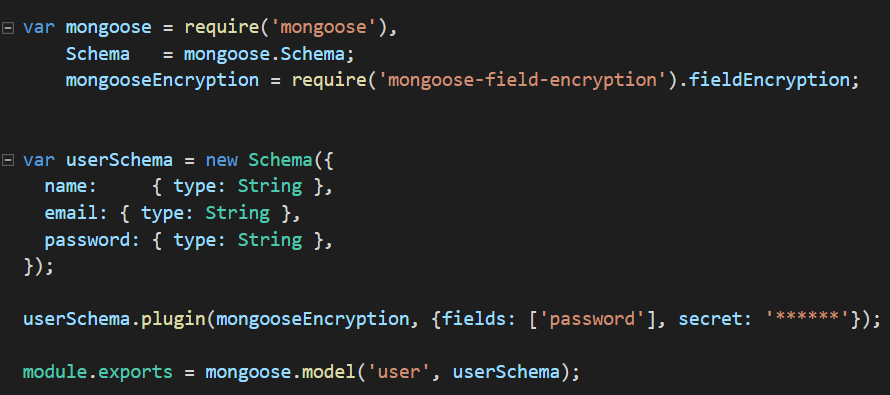 var mongoose = require('mongoose'),
    Schema   = mongoose.Schema;
    mongooseEncryption = require('mongoose-field-encryption').fieldEncryption;
var userSchema = new Schema({
  name:     { type: String },
  email: { type: String },
  password: { type: String },
});
userSchema.plugin(mongooseEncryption, {fields: ['password'], secret: '******'});
module.exports = mongoose.model('user', userSchema);